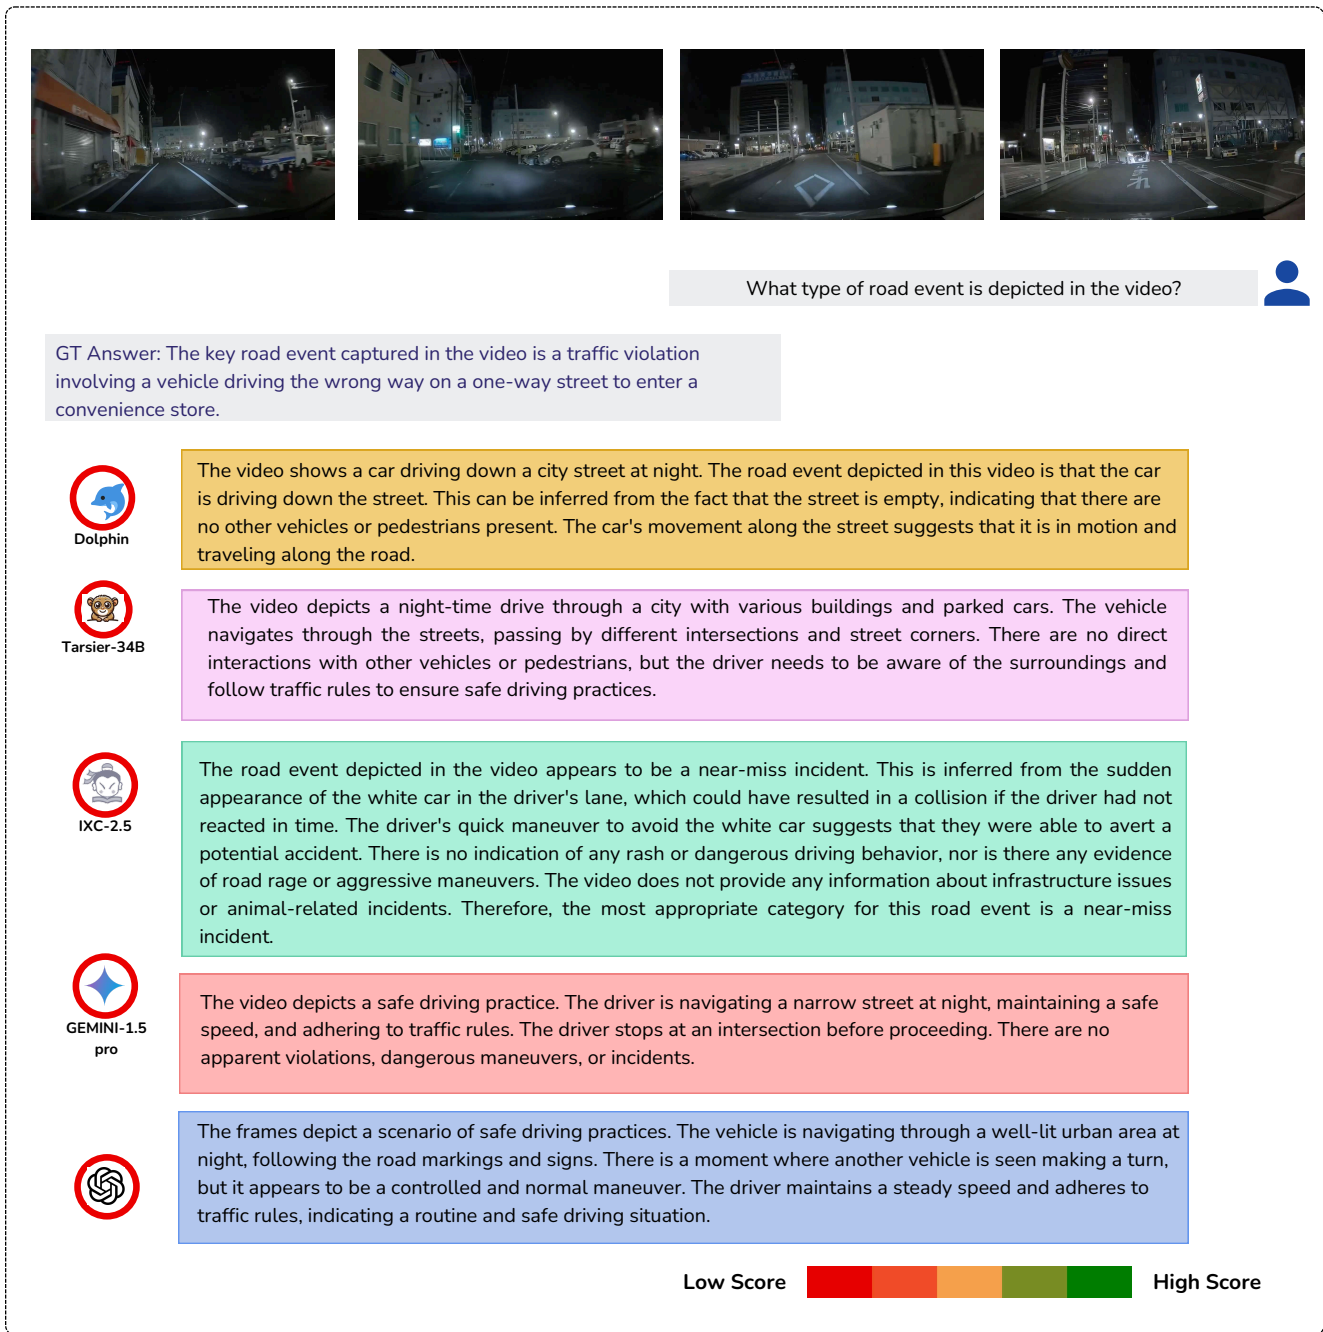 止まれ
What type of road event is depicted in the video?
GT Answer: The key road event captured in the video is a traffic violation
involving a vehicle driving the wrong way on a one-way street to enter a
convenience store.
The video shows a car driving down a city street at night. The road event depicted in this video is that the car
is driving down the street. This can be inferred from the fact that the street is empty, indicating that there are
no other vehicles or pedestrians present. The car's movement along the street suggests that it is in motion and
traveling along the road.
Dolphin
The video depicts a night-time drive through a city with various buildings and parked cars. The vehicle
navigates through the streets, passing by different intersections and street corners. There are no direct
interactions with other vehicles or pedestrians, but the driver needs to be aware of the surroundings and
follow traffic rules to ensure safe driving practices.
Tarsier-34B
The road event depicted in the video appears to be a near-miss incident. This is inferred from the sudden
appearance of the white car in the driver's lane, which could have resulted in a collision if the driver had not
reacted in time. The driver's quick maneuver to avoid the white car suggests that they were able to avert a
potential accident. There is no indication of any rash or dangerous driving behavior, nor is there any evidence
of road rage or aggressive maneuvers. The video does not provide any information about infrastructure issues
or animal-related incidents. Therefore, the most appropriate category for this road event is a near-miss
incident.
IXC-2.5
The video depicts a safe driving practice. The driver is navigating a narrow street at night, maintaining a safe
speed, and adhering to traffic rules. The driver stops at an intersection before proceeding. There are no
apparent violations, dangerous maneuvers, or incidents.
GEMINI-1.5
pro
The frames depict a scenario of safe driving practices. The vehicle is navigating through a well-lit urban area at
night, following the road markings and signs. There is a moment where another vehicle is seen making a turn,
but it appears to be a controlled and normal maneuver. The driver maintains a steady speed and adheres to
traffic rules, indicating a routine and safe driving situation.
Low Score
High Score